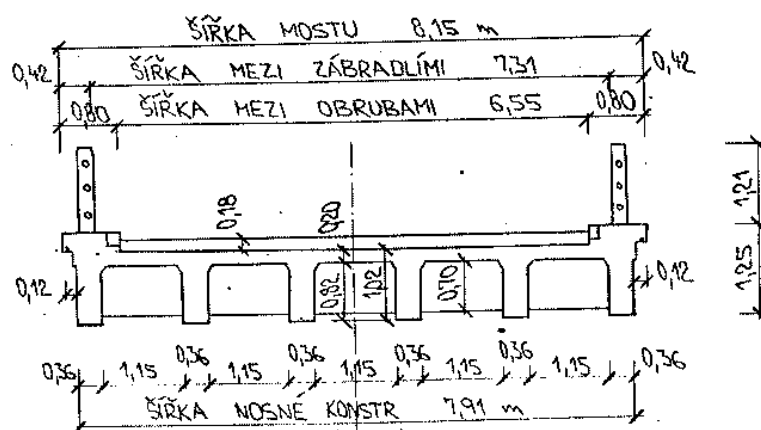 ŠÍŘKA MOSTU 8,15 m
0,42 ŠÍŘKA MEZI ZÁBRADLÍMI 7,31 0,42
0,80 ŠÍŘKA MEZI OBRUBAMI 6,55 0,80
1,21
0,18 0,20
0,12 0,82 1,02 0,70 0,12 1,25
0,36 1,15 0,36 1,15 0,36 1,15 0,36 1,15 0,36 1,15 0,36
ŠÍŘKA NOSNÉ KONSTR 7,91 m